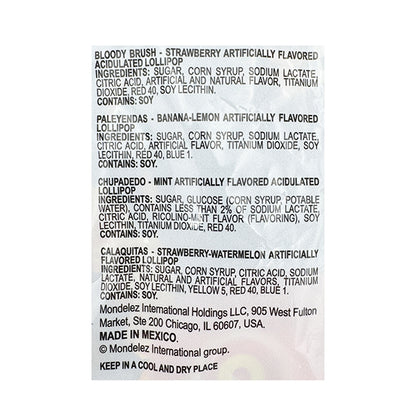 BLOODY BRUSH - STRAWBERRY ARTIFICIALLY FLAVORED
ACIDULATED LOLLIPOP
INGREDIENTS: SUGAR, CORN SYRUP, SODIUM LACTATE,
CITRIC ACID, ARTIFICIAL AND NATURAL FLAVOR, TITANIUM
DIOXIDE, RED 40, SOY LECITHIN.
CONTAINS: SOY
PALEYENDAS - BANANA-LEMON ARTIFICIALLY FLAVORED
LOLLIPOP
INGREDIENTS: SUGAR, CORN SYRUP, SODIUM LACTATE,
CITRIC ACID, ARTIFICIAL FLAVOR, TITANIUM DIOXIDE, SOY
LECITHIN, RED 40, BLUE 1.
CONTAINS: SOY.
CHUPADEDO - MINT ARTIFICIALLY FLAVORED ACIDULATED
LOLLIPOP
INGREDIENTS: SUGAR, GLUCOSE (CORN SYRUP, POTABLE
WATER), CONTAINS LESS THAN 2% OF SODIUM LACTATE,
CITRIC ACID, RICOLINO-MINT FLAVOR (FLAVORING), SOY
LECITHIN, TITANIUM DIOXIDE, RED 40.
CALAQUITAS - STRAWBERRY-WATERMELON ARTIFICIALLY
FLAVORED LOLLIPOP
INGREDIENTS: SUGAR, CORN SYRUP, CITRIC ACID, SODIUM
LACTATE, NATURAL AND ARTIFICIAL FLAVORS, TITANIUM
DIOXIDE, SOY LECITHIN, YELLOW 5, RED 40, BLUE 1.
CONTAINS: SOY.
Mondelez International Holdings LLC, 905 West Fulton
Market, Ste 200 Chicago, IL 60607, USA.
MADE IN MEXICO.
© Mondelez International group.
KEEP IN A COOL AND DRY PLACE